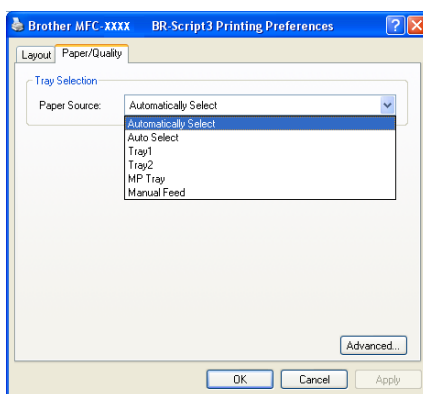 Brother MFC-XXXX BR-Script3 Printing Preferences
Layout Paper/Quality
Tray Selection
Paper Source: Automatically Select
Automatically Select
Auto Select
Tray1
Tray2
MP Tray
Manual Feed
Advanced...
OK Cancel Apply